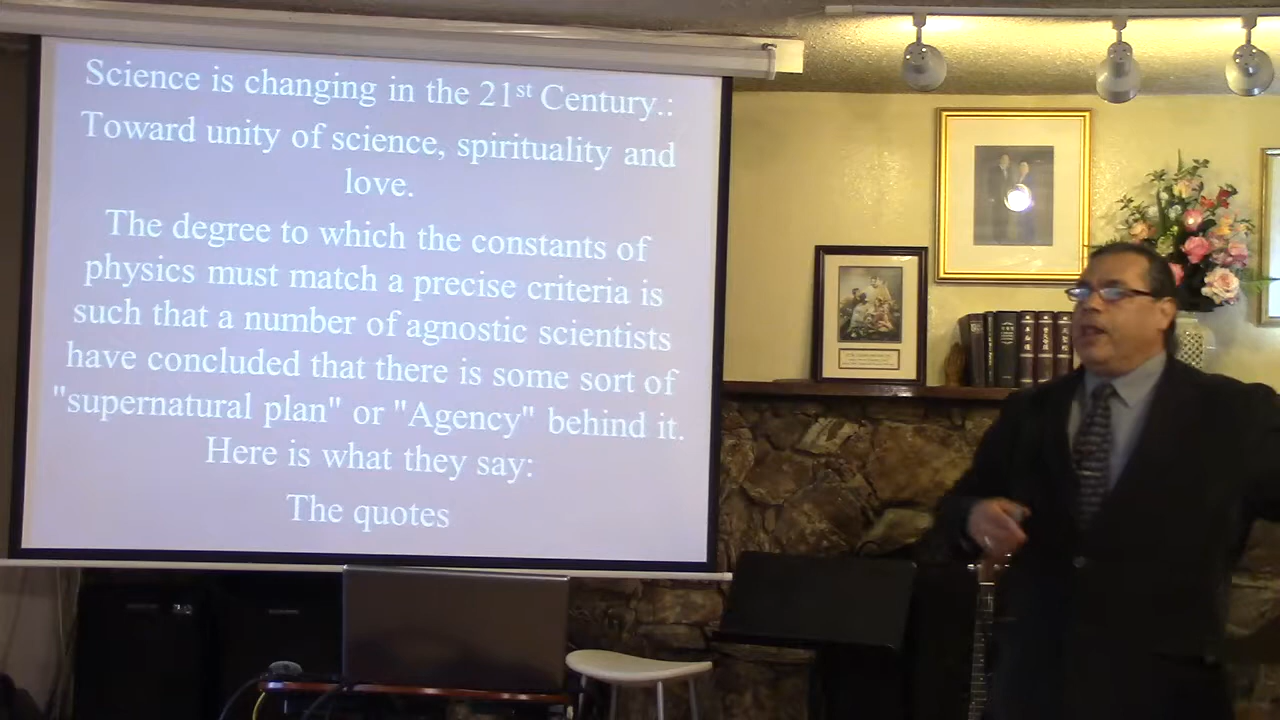 Science is changing in the 21st Century.:
Toward unity of science, spirituality and
love.
The degree to which the constants of
physics must match a precise criteria is
such that a number of agnostic scientists
have concluded that there is some sort of
"supernatural plan" or "Agency" behind it.
Here is what they say:
The quotes